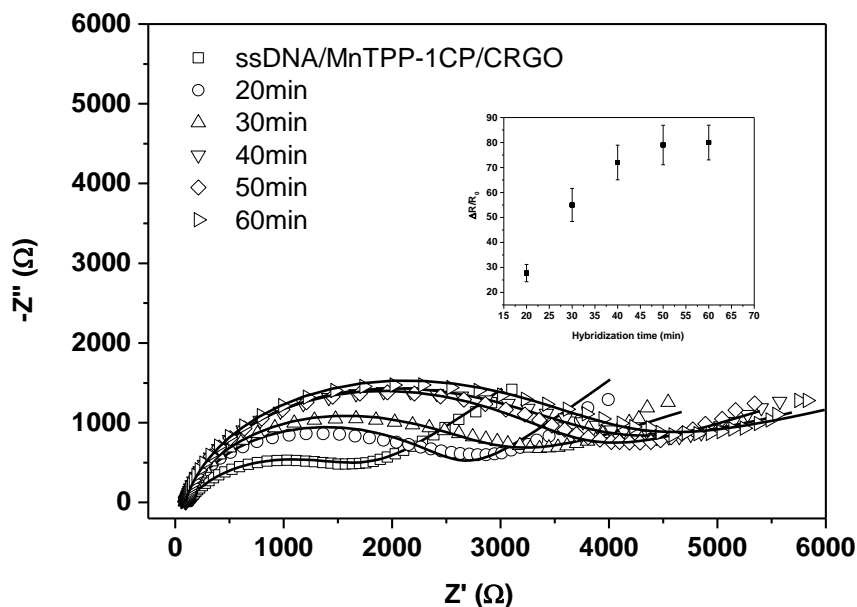 6000
5000
4000
3000
2000
1000
0
-Z" (Ω)
ssDNA/MnTPP-1CP/CRGO
20min
30min
40min
50min
60min
90
80
70
60
50
40
30
20
ΔR/R0
15 20 25 30 35 40 45 50 55 60 65 70
Hybridization time (min)
0 1000 2000 3000 4000 5000 6000
Z' (Ω)